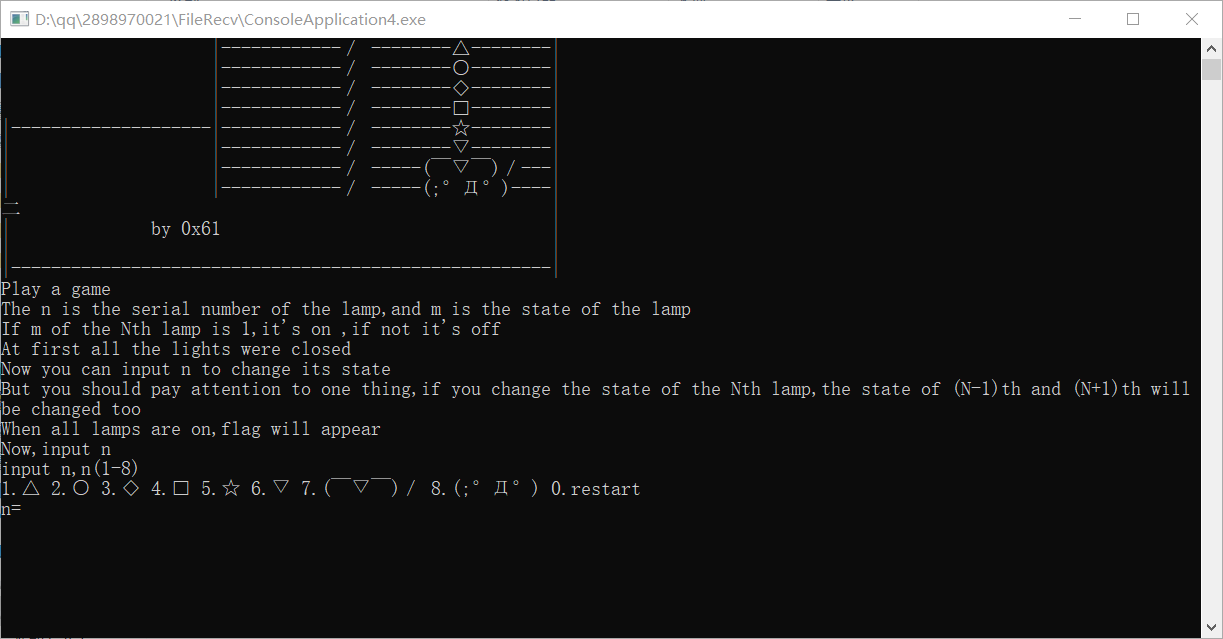 D:\qq\2898970021\FileRecv\ConsoleApplication4.exe
|------------ / --------△--------|
|------------ / --------○--------|
|------------ / --------◇--------|
|------------ / --------□--------|
|--------------------|------------ / --------☆--------|
| |------------ / --------▽--------|
| |------------ / -----(￣▽￣)/---|
| |------------ / -----(;°Д°)----|
二
| by 0x61 |
|------------------------------------------------------|
Play a game
The n is the serial number of the lamp,and m is the state of the lamp
If m of the Nth lamp is 1,it's on ,if not it's off
At first all the lights were closed
Now you can input n to change its state
But you should pay attention to one thing,if you change the state of the Nth lamp,the state of (N-1)th and (N+1)th will
be changed too
When all lamps are on,flag will appear
Now,input n
input n,n(1-8)
1.△ 2.○ 3.◇ 4.□ 5.☆ 6.▽ 7.(￣▽￣)/ 8.(;°Д°) 0.restart
n=